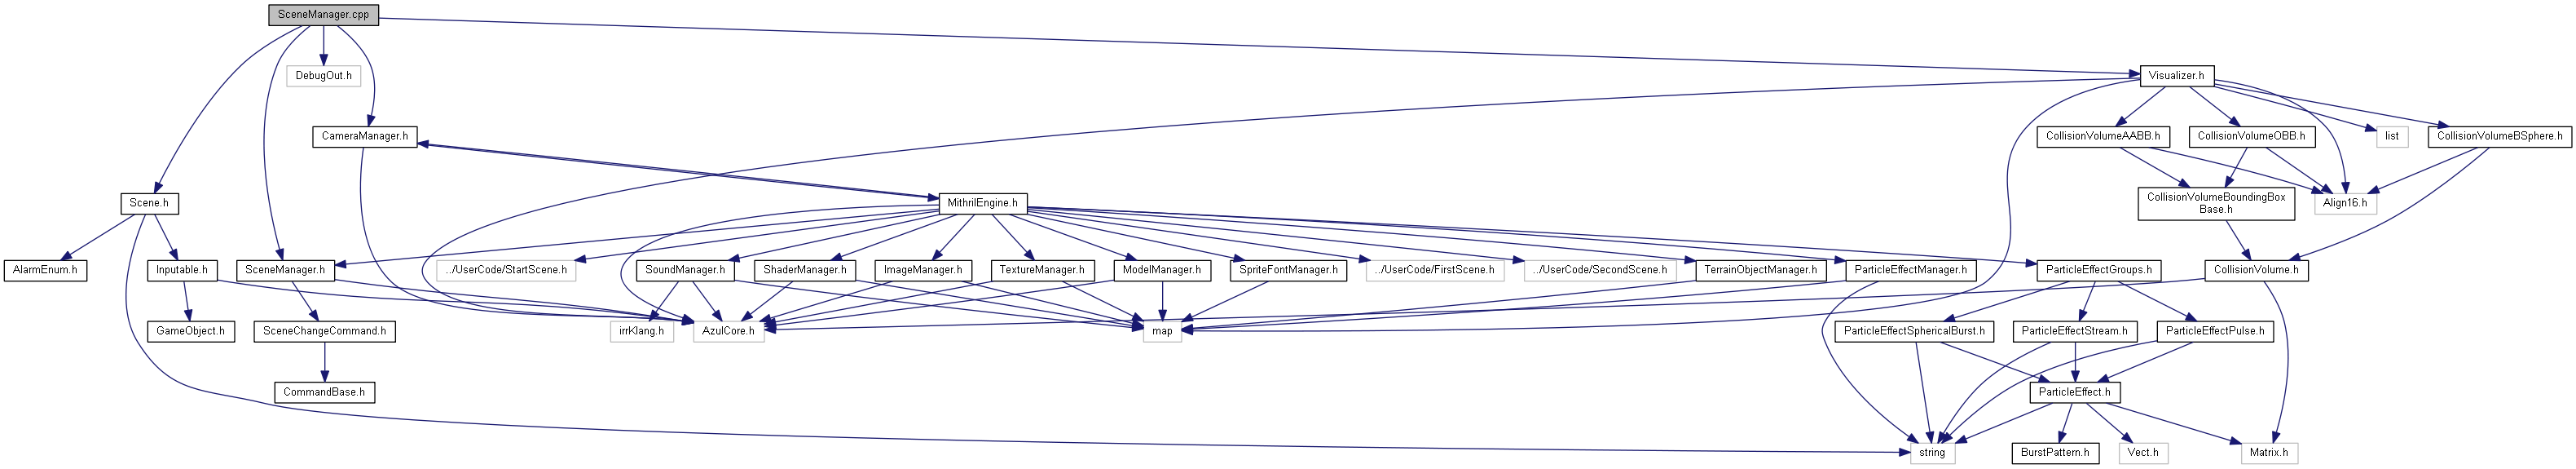 SceneManager.cpp
DebugOut.h
Visualizer.h
CameraManager.h
CollisionVolumeAABB.h
CollisionVolumeOBB.h
list
CollisionVolumeBSphere.h
Scene.h
MithrilEngine.h
CollisionVolumeBoundingBox
Base.h
Align16.h
AlarmEnum.h
Inputable.h
SceneManager.h
../UserCode/StartScene.h
SoundManager.h
ShaderManager.h
ImageManager.h
TextureManager.h
ModelManager.h
SpriteFontManager.h
../UserCode/FirstScene.h
../UserCode/SecondScene.h
TerrainObjectManager.h
ParticleEffectManager.h
ParticleEffectGroups.h
CollisionVolume.h
GameObject.h
SceneChangeCommand.h
irrKlang.h
AzulCore.h
map
ParticleEffectSphericalBurst.h
ParticleEffectStream.h
ParticleEffectPulse.h
CommandBase.h
ParticleEffect.h
string
BurstPattern.h
Vect.h
Matrix.h